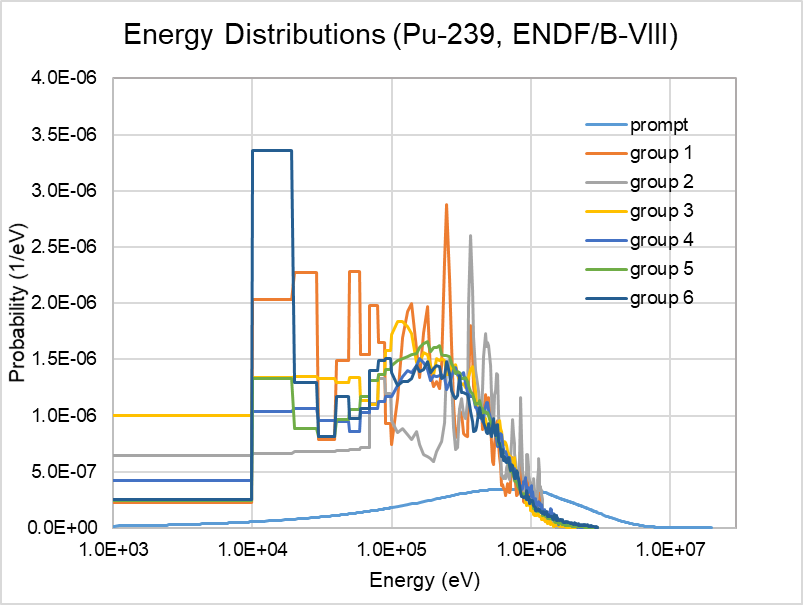 Energy Distributions (Pu-239, ENDF/B-VIII)
4.0E-06
3.5E-06
3.0E-06
2.5E-06
2.0E-06
1.5E-06
1.0E-06
5.0E-07
0.0E+00
Probability (1/eV)
prompt
group 1
group 2
group 3
group 4
group 5
group 6
1.0E+03 1.0E+04 1.0E+05 1.0E+06 1.0E+07
Energy (eV)